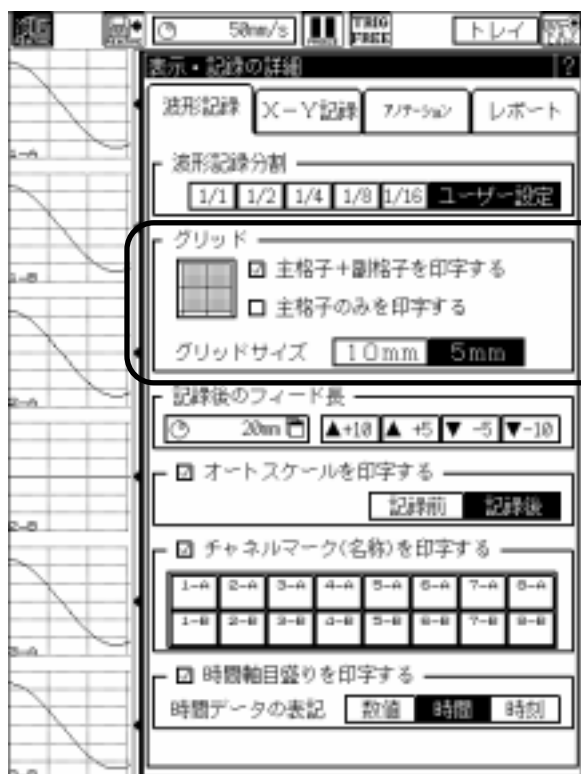 50mm/s TRIG FREE トレイ
表示・記録の詳細 ?
波形記録 X-Y記録 アノテーション レポート
波形記録分割
1/1 1/2 1/4 1/8 1/16 ユーザー設定
グリッド
主格子+副格子を印字する
主格子のみを印字する
グリッドサイズ 10mm 5mm
記録後のフィード長
20mm ▲+10 ▲ +5 ▼ -5 ▼-10
オートスケールを印字する
記録前 記録後
チャネルマーク(名称)を印字する
1-A 2-A 3-A 4-A 5-A 6-A 7-A 8-A
1-B 2-B 3-B 4-B 5-B 6-B 7-B 8-B
時間軸目盛りを印字する
時間データの表記 数値 時間 時刻
1-A
1-B
2-A
2-B
3-A